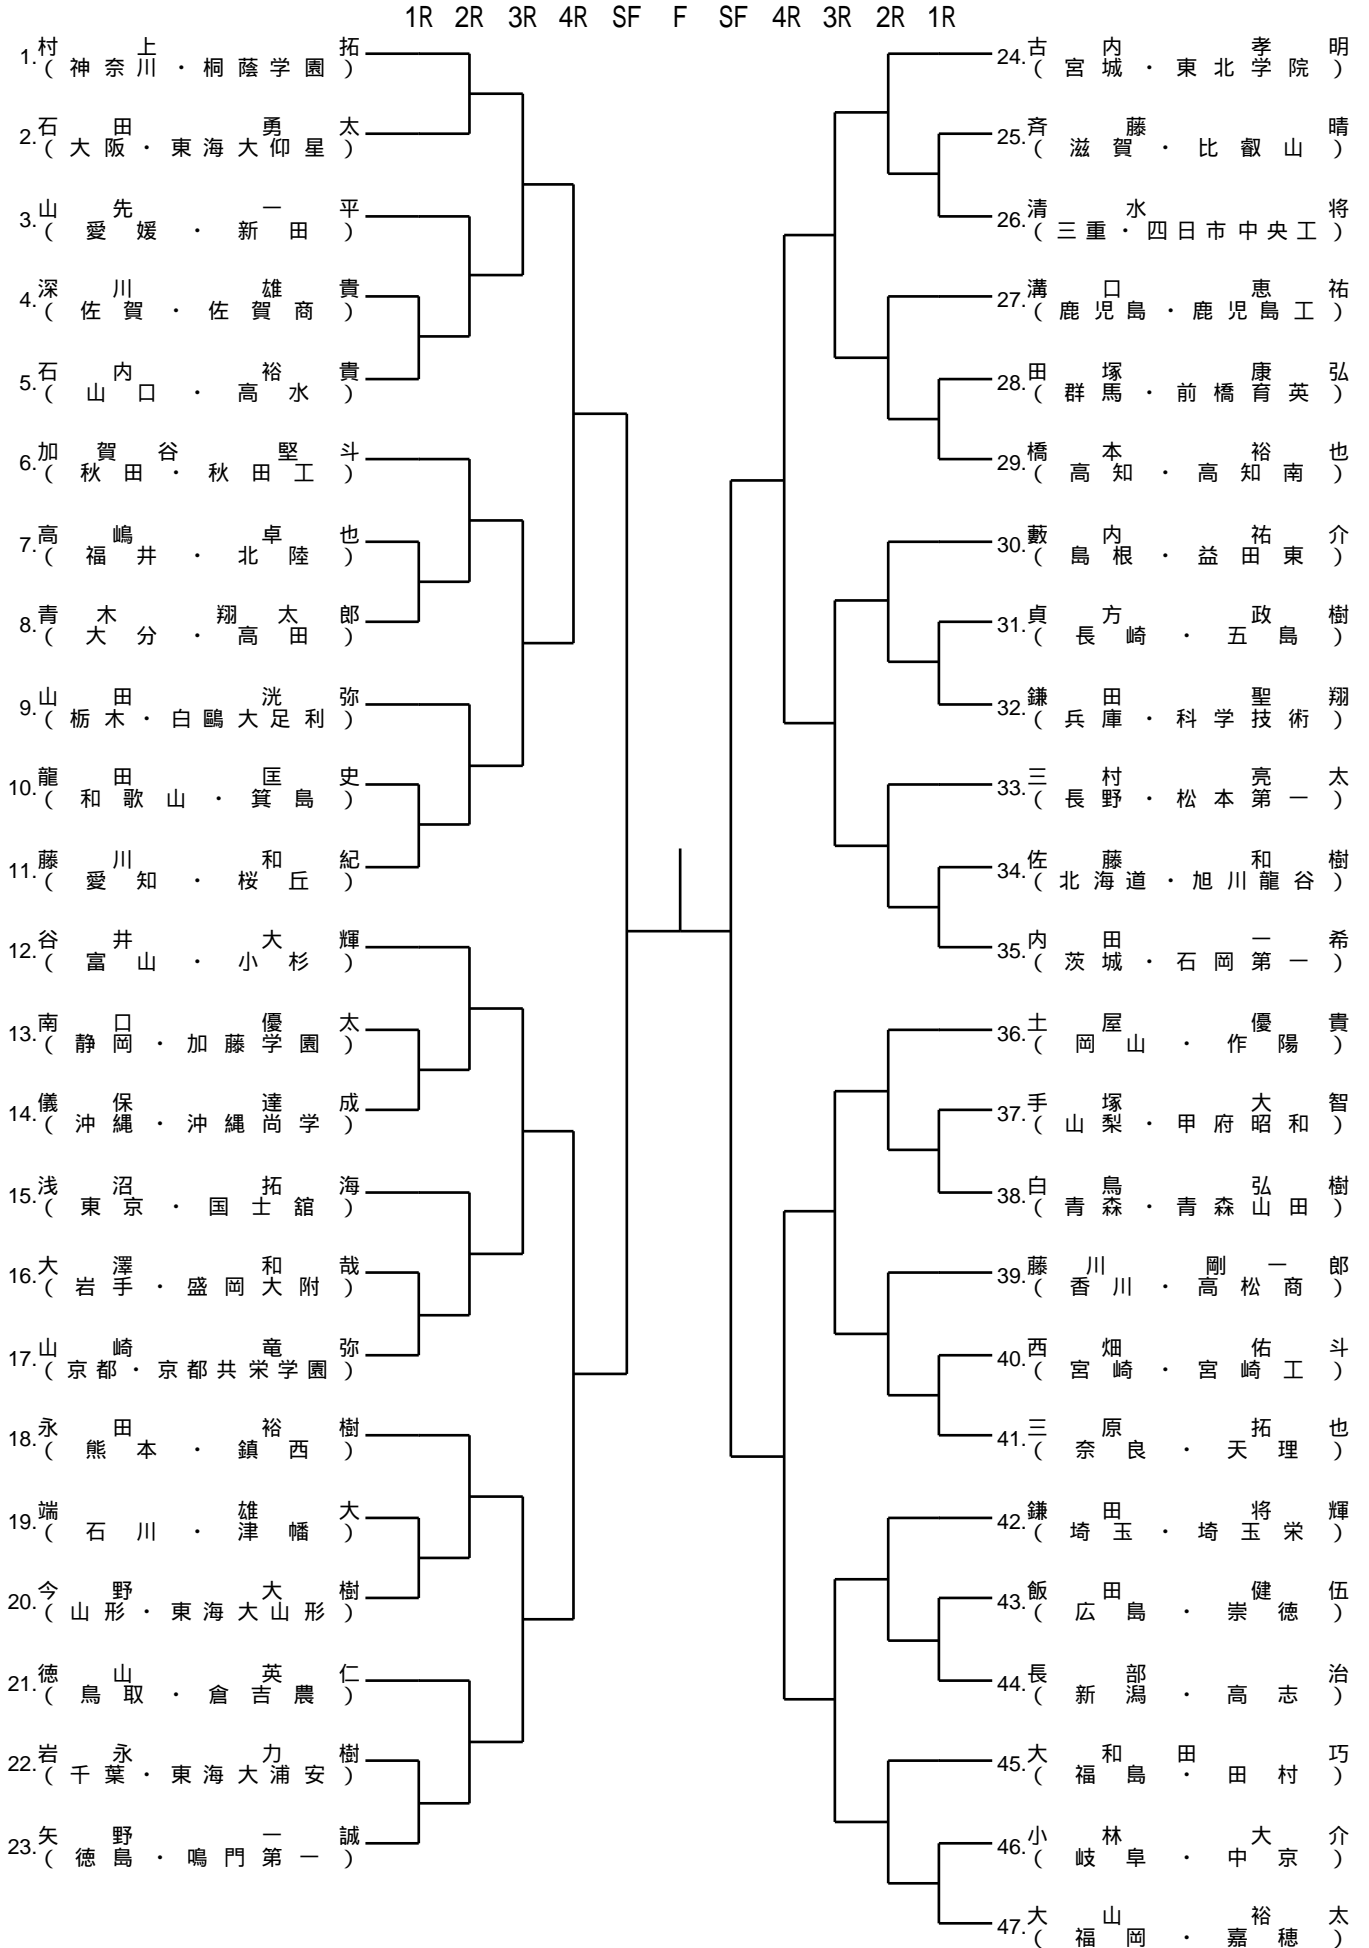 1R 2R 3R 4R SF F SF 4R 3R 2R 1R
1. 村上拓
(神奈川・桐蔭学園)
2. 石田勇太
(大阪・東海大仰星)
3. 山先一平
(愛媛・新田)
4. 深川雄貴
(佐賀・佐賀商)
5. 石内裕貴
(山口・高水)
6. 加賀谷堅斗
(秋田・秋田工)
7. 高嶋卓也
(福井・北陸)
8. 青木翔太郎
(大分・高田)
9. 山田洸弥
(栃木・白鷗大足利)
10. 龍田匡史
(和歌山・箕島)
11. 藤川和紀
(愛知・桜丘)
12. 谷井大輝
(富山・小杉)
13. 南口優太
(静岡・加藤学園)
14. 儀保達成
(沖縄・沖縄尚学)
15. 浅沼拓海
(東京・国士舘)
16. 大澤和哉
(岩手・盛岡大附)
17. 山崎竜弥
(京都・京都共栄学園)
18. 永田裕樹
(熊本・鎮西)
19. 端雄大
(石川・津幡)
20. 今野大樹
(山形・東海大山形)
21. 徳山英仁
(鳥取・倉吉農)
22. 岩永力樹
(千葉・東海大浦安)
23. 矢野一誠
(徳島・鳴門第一)
24. 古内孝明
(宮城・東北学院)
25. 斉藤晴
(滋賀・比叡山)
26. 清水将
(三重・四日市中央工)
27. 溝口恵祐
(鹿児島・鹿児島工)
28. 田塚康弘
(群馬・前橋育英)
29. 橋本裕也
(高知・高知南)
30. 藪内祐介
(島根・益田東)
31. 貞方政樹
(長崎・五島)
32. 鎌田聖翔
(兵庫・科学技術)
33. 三村亮太
(長野・松本第一)
34. 佐藤和樹
(北海道・旭川龍谷)
35. 内田一希
(茨城・石岡第一)
36. 土屋優貴
(岡山・作陽)
37. 手塚大智
(山梨・甲府昭和)
38. 白鳥弘樹
(青森・青森山田)
39. 藤川剛一郎
(香川・高松商)
40. 西畑佑斗
(宮崎・宮崎工)
41. 三原拓也
(奈良・天理)
42. 鎌田将輝
(埼玉・埼玉栄)
43. 飯田健伍
(広島・崇徳)
44. 長部治
(新潟・高志)
45. 大和田巧
(福島・田村)
46. 小林大介
(岐阜・中京)
47. 大山裕太
(福岡・嘉穂)